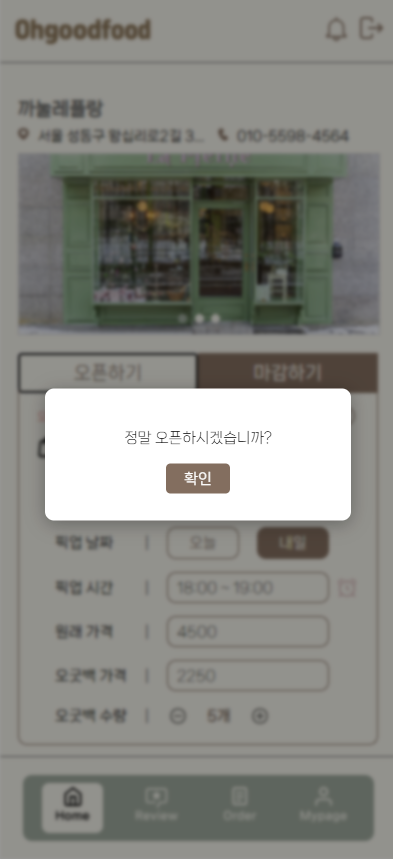 Ohgoodfood
까눌레플랑
서울 성동구 왕십리로2길 3... 010-5598-4564
오픈하기 마감하기
정말 오픈하시겠습니까?
확인
픽업 날짜 | 오늘 내일
픽업 시간 | 18:00 ~ 19:00
원래 가격 | 4500
오굿백 가격 | 2250
오굿백 수량 | 5개
Home Review Order Mypage